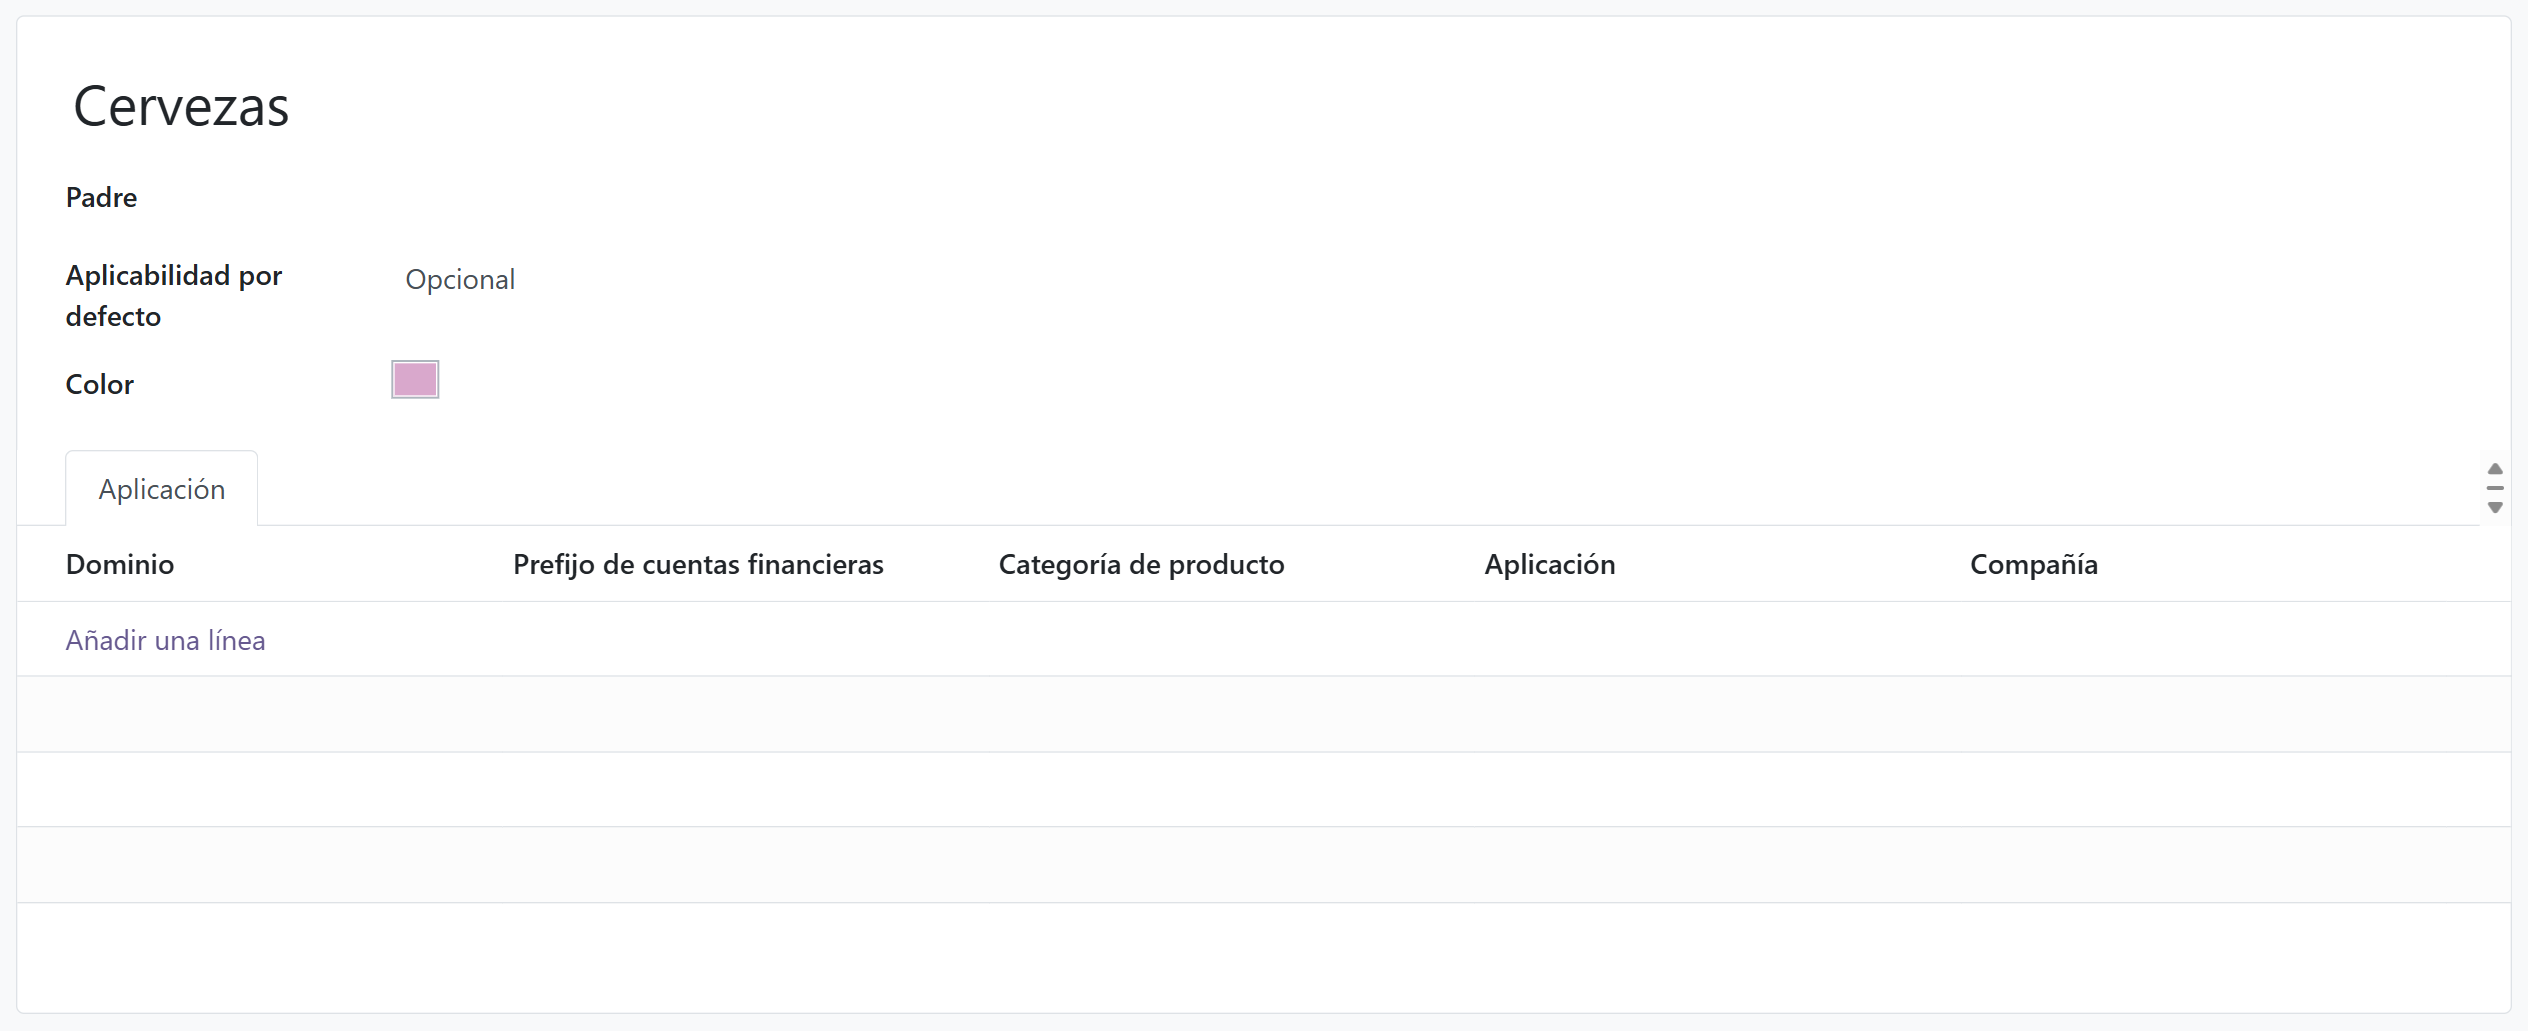 Cervezas
Padre
Aplicabilidad por defecto
Opcional
Color
Aplicación
Dominio Prefijo de cuentas financieras Categoría de producto Aplicación Compañía
Añadir una línea